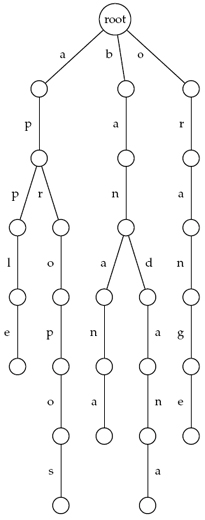 root
a b o
p a r
p r n a
l o a d n
e p n a g
o a n e
s a